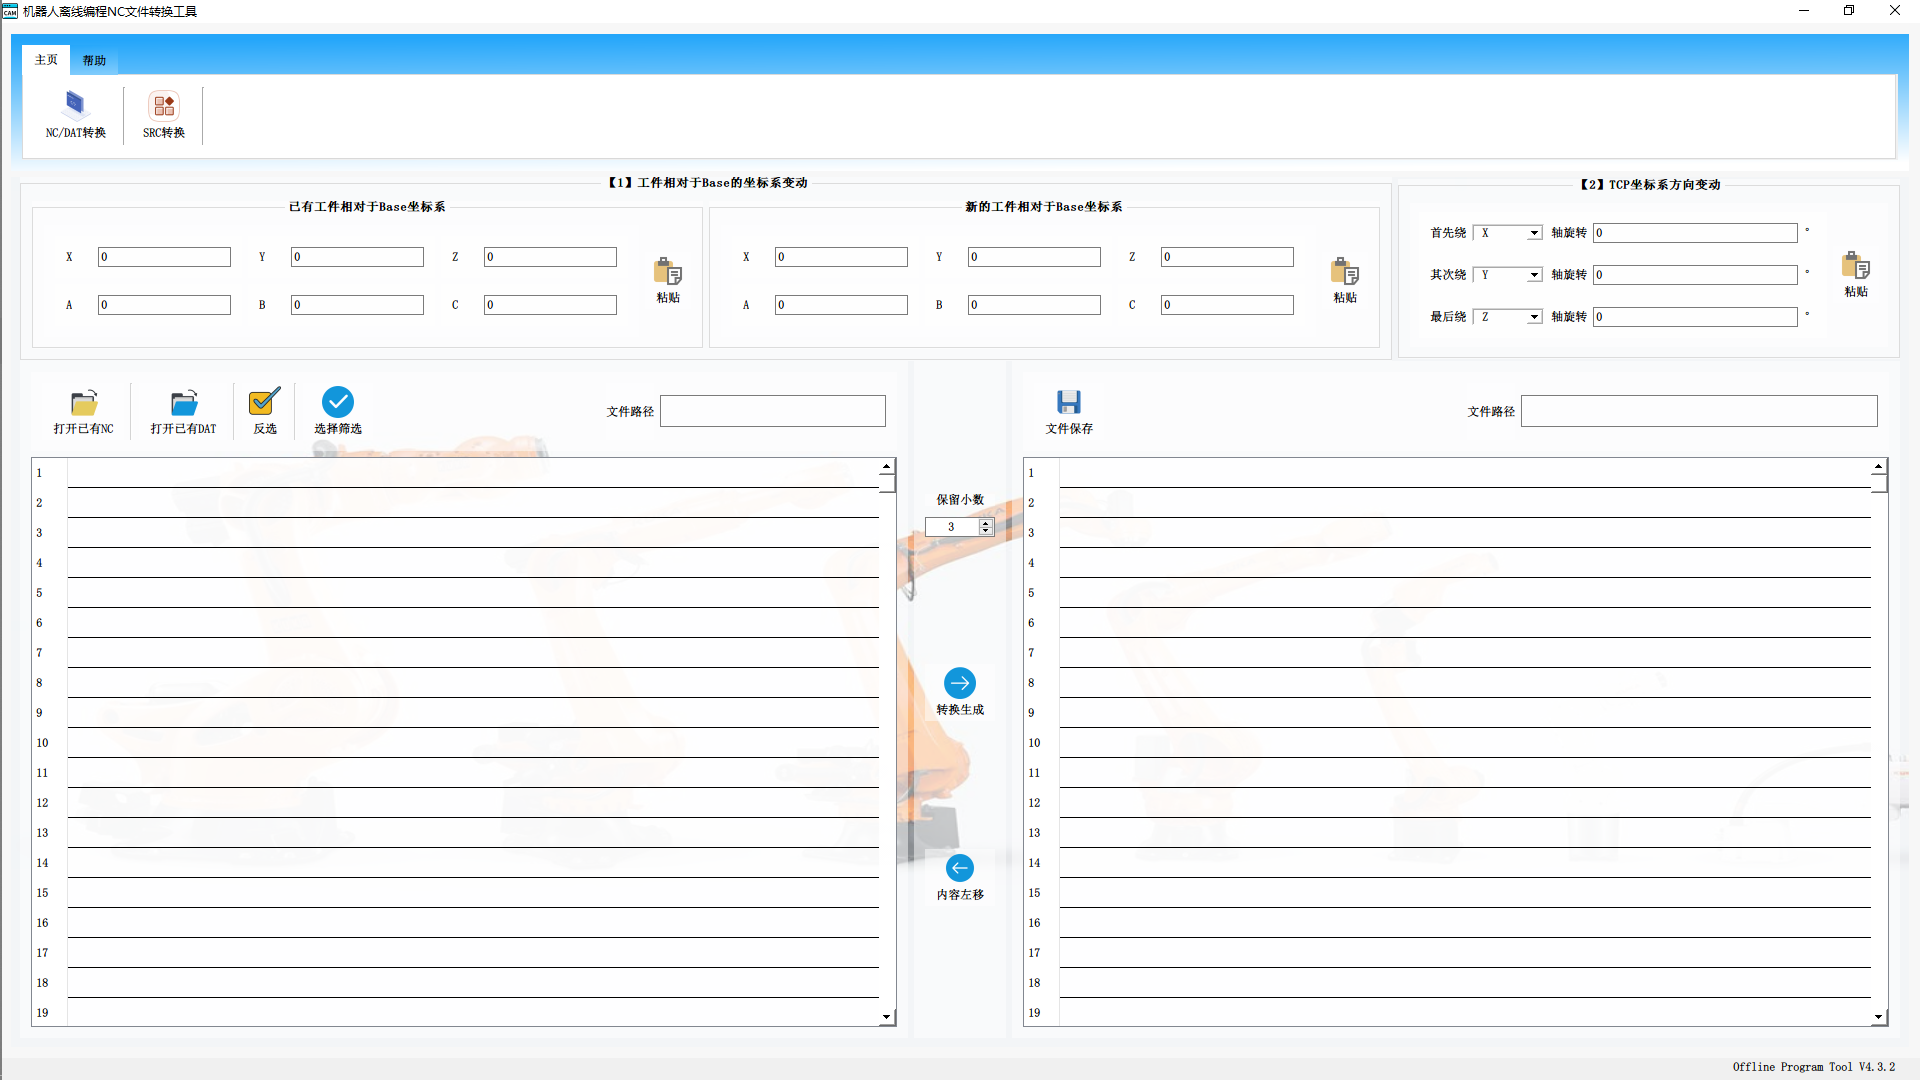 CAM 机器人离线编程NC文件转换工具
主页 帮助
NC/DAT转换 SRC转换
【1】工件相对于Base的坐标系变动
已有工件相对于Base坐标系
X 0 Y 0 Z 0
A 0 B 0 C 0
粘贴
新的工件相对于Base坐标系
X 0 Y 0 Z 0
A 0 B 0 C 0
粘贴
【2】TCP坐标系方向变动
首先绕 X 轴旋转 0 °
其次绕 Y 轴旋转 0 °
最后绕 Z 轴旋转 0 °
粘贴
打开已有NC 打开已有DAT 反选 选择筛选 文件路径
1
2
3
4
5
6
7
8
9
10
11
12
13
14
15
16
17
18
19
保留小数
3
转换生成
内容左移
文件保存 文件路径
1
2
3
4
5
6
7
8
9
10
11
12
13
14
15
16
17
18
19
Offline Program Tool V4.3.2